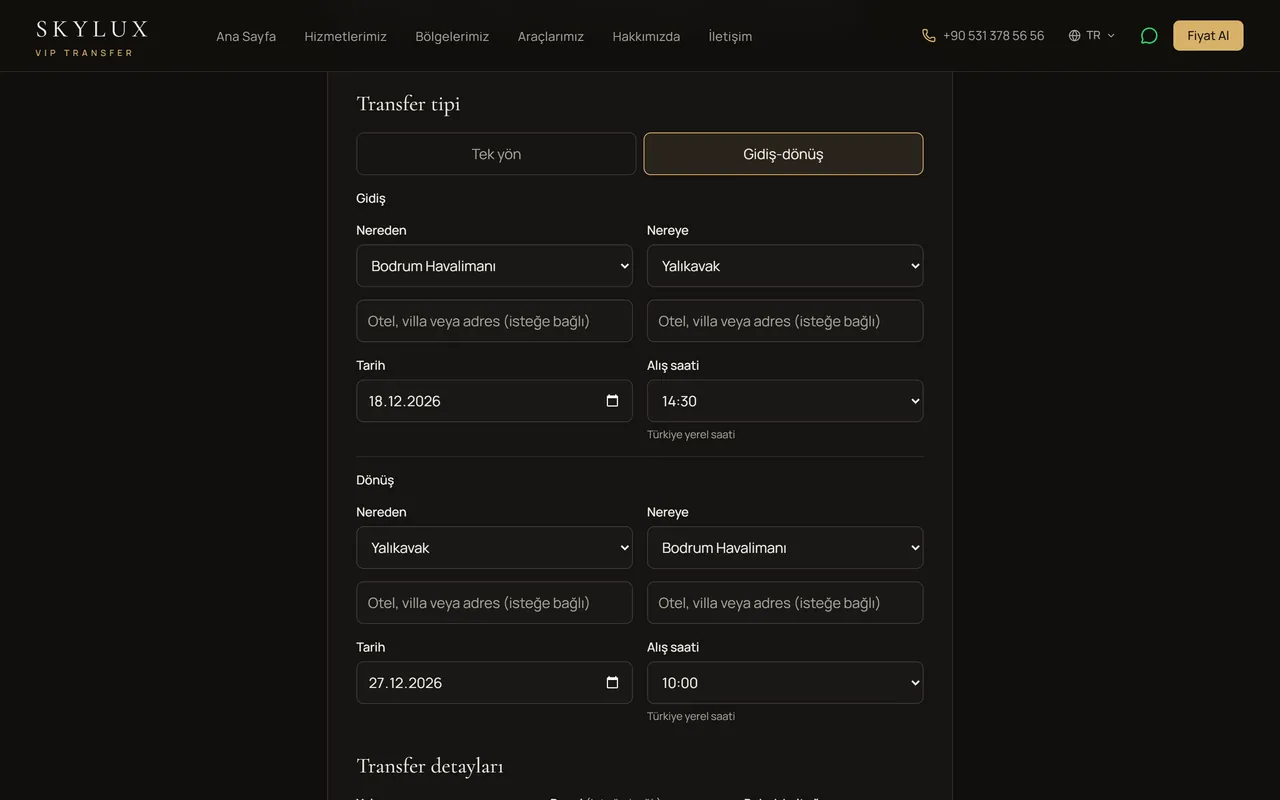 SKYLUX
VIP TRANSFER
Ana Sayfa Hizmetlerimiz Bölgelerimiz Araçlarımız Hakkımızda İletişim
+90 531 378 56 56 TR Fiyat Al
Transfer tipi
Tek yön Gidiş-dönüş
Gidiş
Nereden Nereye
Bodrum Havalimanı Yalıkavak
Otel, villa veya adres (isteğe bağlı) Otel, villa veya adres (isteğe bağlı)
Tarih Alış saati
18.12.2026 14:30
Türkiye yerel saati
Dönüş
Nereden Nereye
Yalıkavak Bodrum Havalimanı
Otel, villa veya adres (isteğe bağlı) Otel, villa veya adres (isteğe bağlı)
Tarih Alış saati
27.12.2026 10:00
Türkiye yerel saati
Transfer detayları